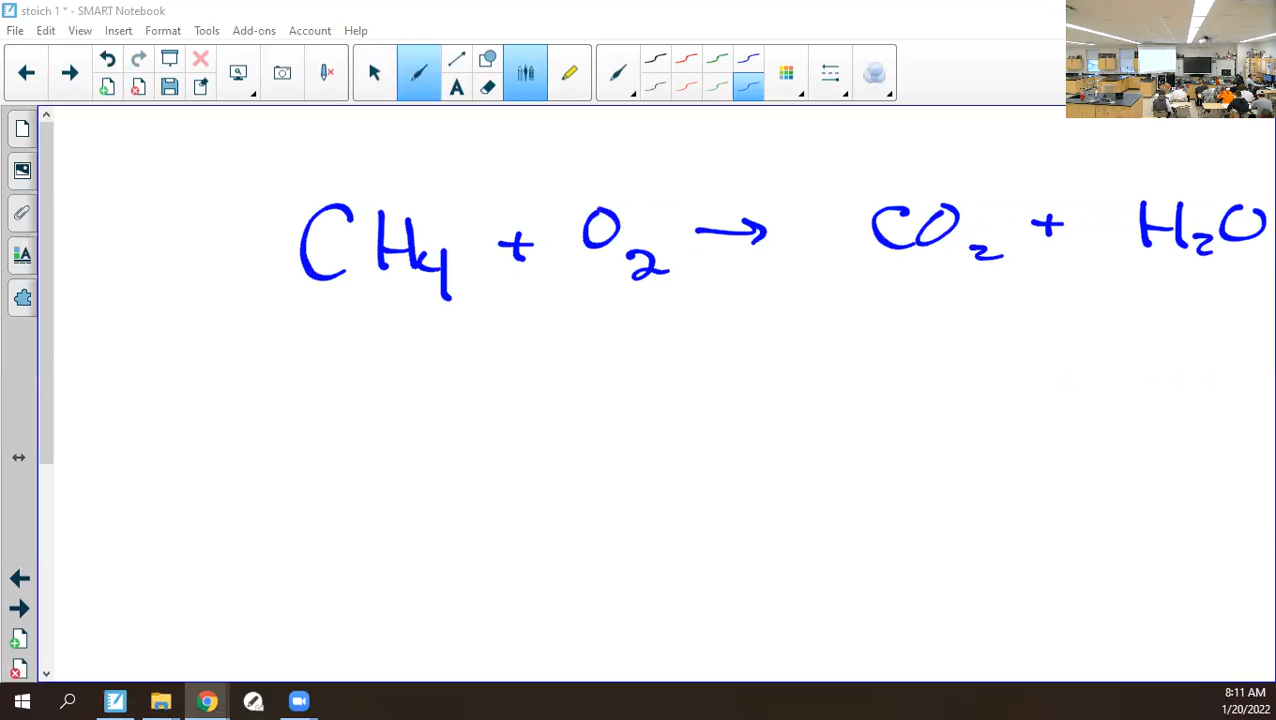 stoich 1 * - SMART Notebook
File Edit View Insert Format Tools Add-ons Account Help
CH₄ + O₂ → CO₂ + H₂O
8:11 AM
1/20/2022